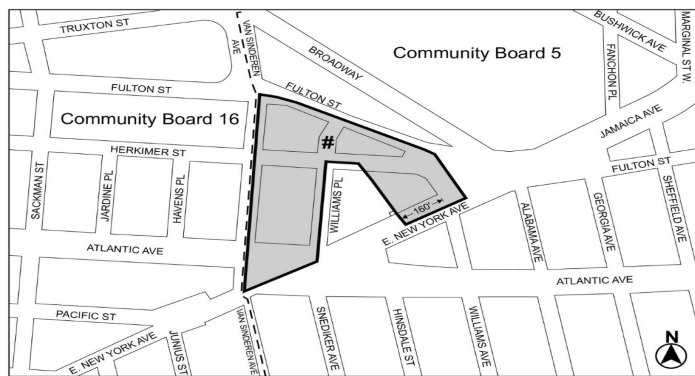 TRUXTON ST
VAN SINDEREN
AVE
BROADWAY
Community Board 5
BUSHWICK AVE
FANCHON PL
MARGINAL ST W.
JAMAICA AVE
FULTON ST
FULTON ST
Community Board 16
HERKIMER ST
#
FULTON ST
SACKMAN ST
JARDINE PL
HAVENS PL
WILLIAMS PL
160'
E. NEW YORK AVE
ALABAMA AVE
GEORGIA AVE
SHEFFIELD AVE
ATLANTIC AVE
ATLANTIC AVE
PACIFIC ST
E. NEW YORK AVE
JUNIUS ST
VAN SINDEREN AVE
SNEDIKER AVE
HINSDALE ST
WILLIAMS AVE
N